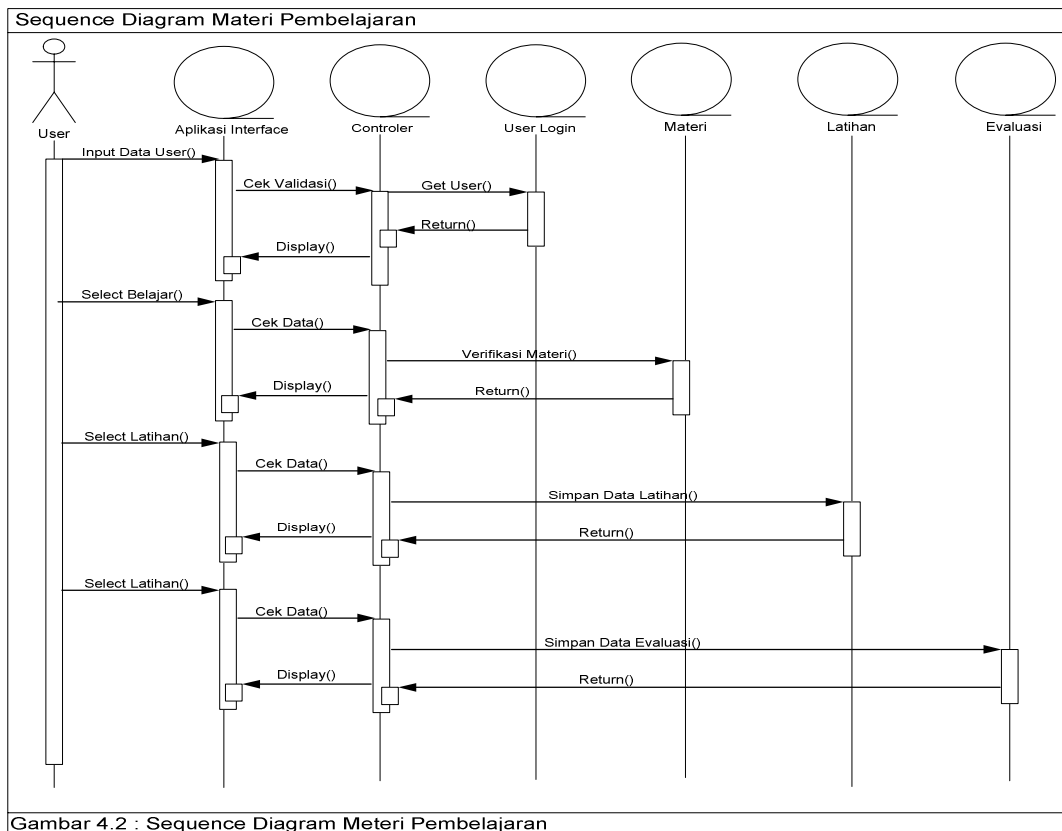 Sequence Diagram Materi Pembelajaran
User
Aplikasi Interface
Controler
User Login
Materi
Latihan
Evaluasi
Input Data User()
Cek Validasi()
Get User()
Return()
Display()
Select Belajar()
Cek Data()
Verifikasi Materi()
Display()
Return()
Select Latihan()
Cek Data()
Simpan Data Latihan()
Display()
Return()
Select Latihan()
Cek Data()
Simpan Data Evaluasi()
Display()
Return()
Gambar 4.2 : Sequence Diagram Meteri Pembelajaran